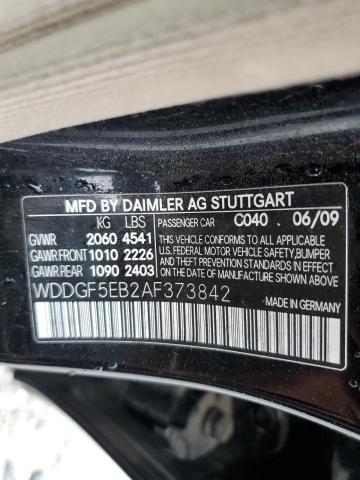 MFD BY DAIMLER AG STUTTGART
KG LBS PASSENGER CAR C040 06/09
GVWR 2060 4541 THIS VEHICLE CONFORMS TO ALL APPLICABLE
GAWR.FRONT 1010 2226 U.S. FEDERAL MOTOR VEHICLE SAFETY,BUMPER
GAWR.REAR 1090 2403 AND THEFT PREVENTION STANDARDS IN EFFECT
ON THE DATE OF MANUFACTURE SHOWN ABOVE.
WDDGF5EB2AF373842 MADE IN GERMANY